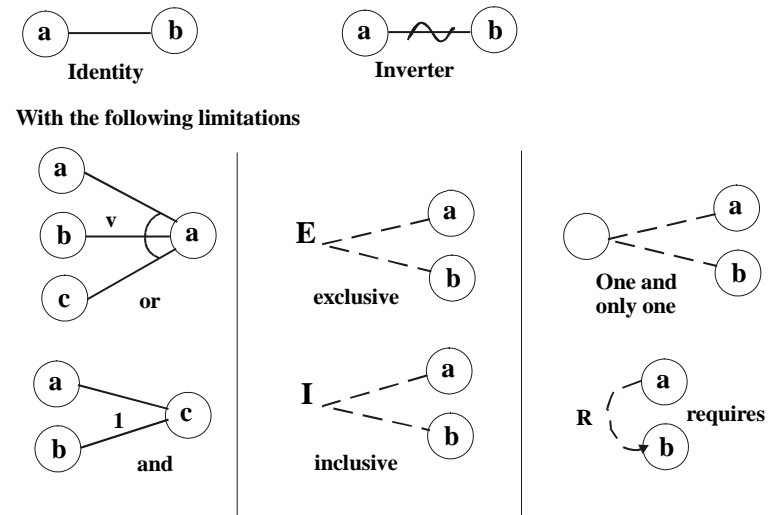 a b
Identity
a b
Inverter
With the following limitations
a
b v a
c
or
a
b 1 c
and
E a
b
exclusive
I a
b
inclusive
a
b
One and
only one
R a requires
b